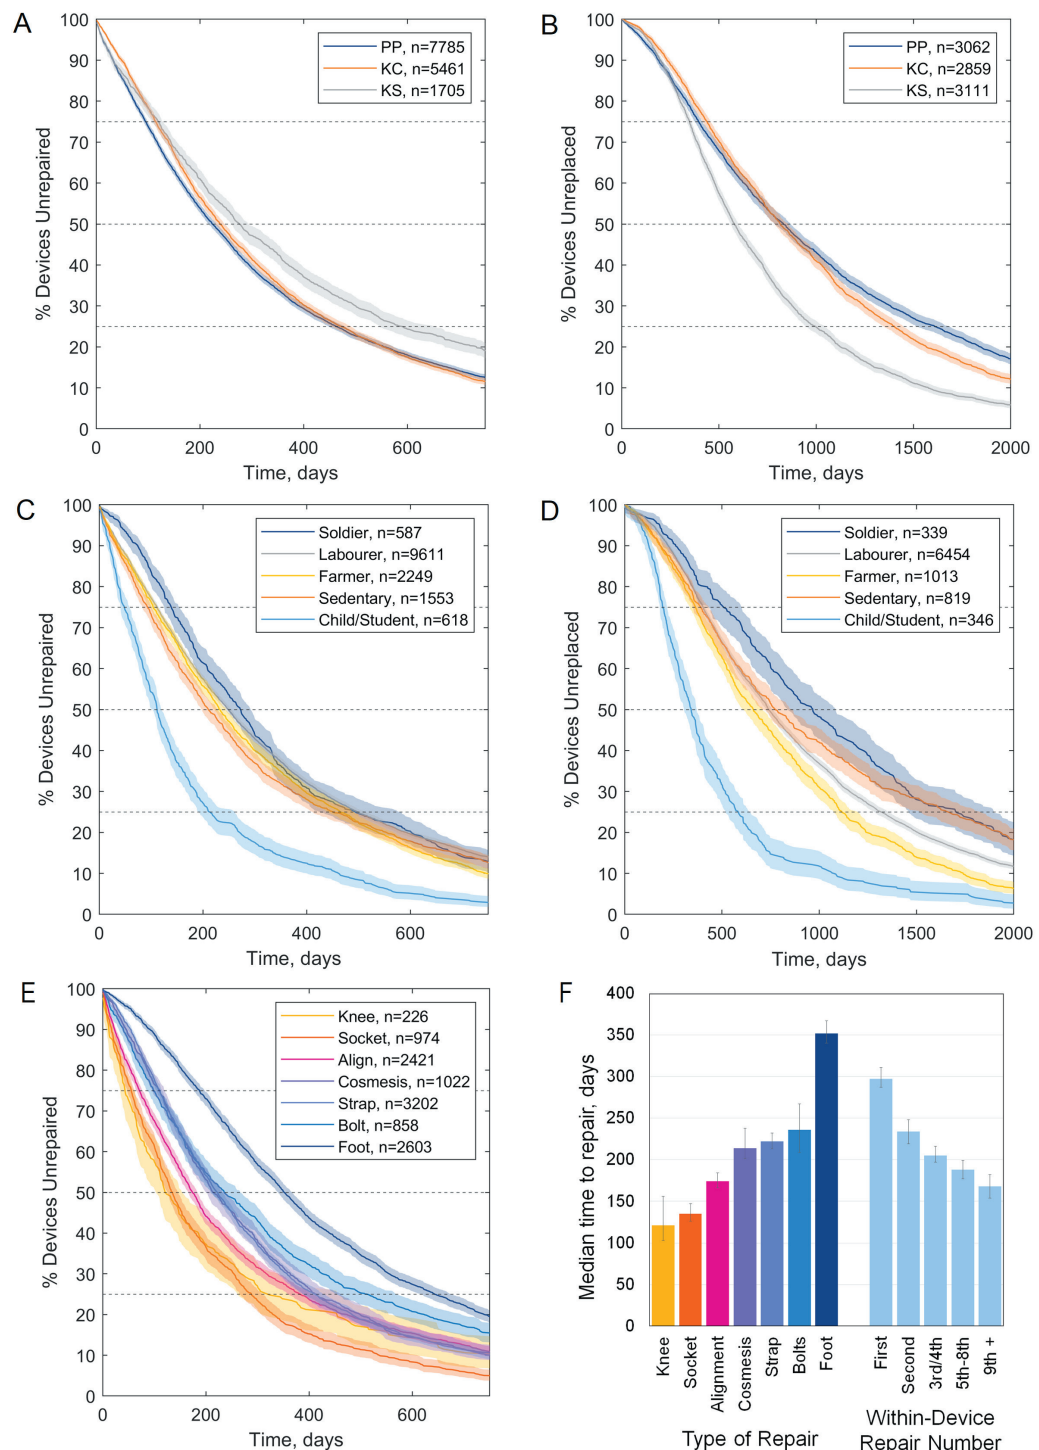 A
% Devices Unrepaired
100
90
80
70
60
50
40
30
20
10
0
PP, n=7785
KC, n=5461
KS, n=1705
0 200 400 600
Time, days
B
% Devices Unreplaced
100
90
80
70
60
50
40
30
20
10
0
PP, n=3062
KC, n=2859
KS, n=3111
0 500 1000 1500 2000
Time, days
C
% Devices Unrepaired
100
90
80
70
60
50
40
30
20
10
0
Soldier, n=587
Labourer, n=9611
Farmer, n=2249
Sedentary, n=1553
Child/Student, n=618
0 200 400 600
Time, days
D
% Devices Unreplaced
100
90
80
70
60
50
40
30
20
10
0
Soldier, n=339
Labourer, n=6454
Farmer, n=1013
Sedentary, n=819
Child/Student, n=346
0 500 1000 1500 2000
Time, days
E
% Devices Unrepaired
100
90
80
70
60
50
40
30
20
10
0
Knee, n=226
Socket, n=974
Align, n=2421
Cosmesis, n=1022
Strap, n=3202
Bolt, n=858
Foot, n=2603
0 200 400 600
Time, days
F
Median time to repair, days
400
350
300
250
200
150
100
50
0
Knee
Socket
Alignment
Cosmesis
Strap
Bolts
Foot
First
Second
3rd/4th
5th-8th
9th +
Type of Repair
Within-Device
Repair Number